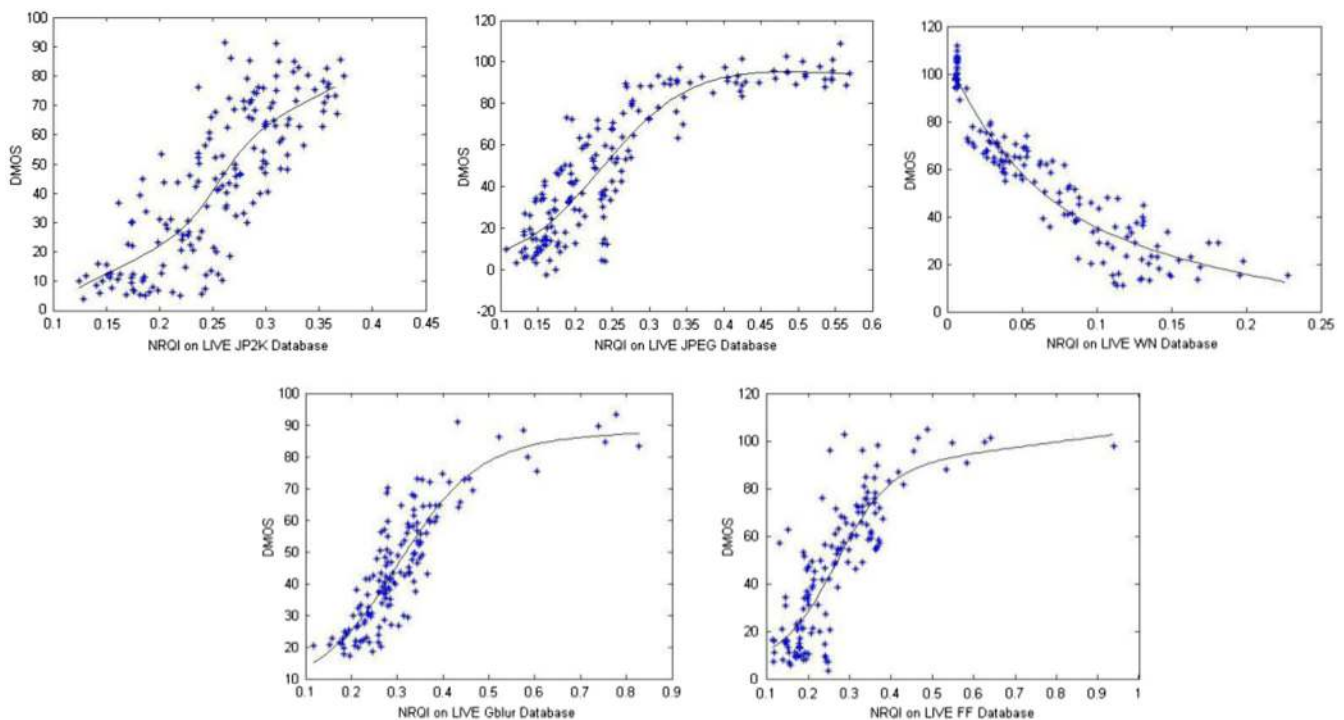 100
90
80
70
60
50
40
30
20
10
0
DMOS
0.1 0.15 0.2 0.25 0.3 0.35 0.4 0.45
NRQI on LIVE JP2K Database
120
100
80
60
40
20
0
-20
DMOS
0.1 0.15 0.2 0.25 0.3 0.35 0.4 0.45 0.5 0.55 0.6
NRQI on LIVE JPEG Database
120
100
80
60
40
20
0
DMOS
0 0.05 0.1 0.15 0.2 0.25
NRQI on LIVE WN Database
100
90
80
70
60
50
40
30
20
10
DMOS
0.1 0.2 0.3 0.4 0.5 0.6 0.7 0.8 0.9
NRQI on LIVE Gblur Database
120
100
80
60
40
20
0
DMOS
0.1 0.2 0.3 0.4 0.5 0.6 0.7 0.8 0.9 1
NRQI on LIVE FF Database